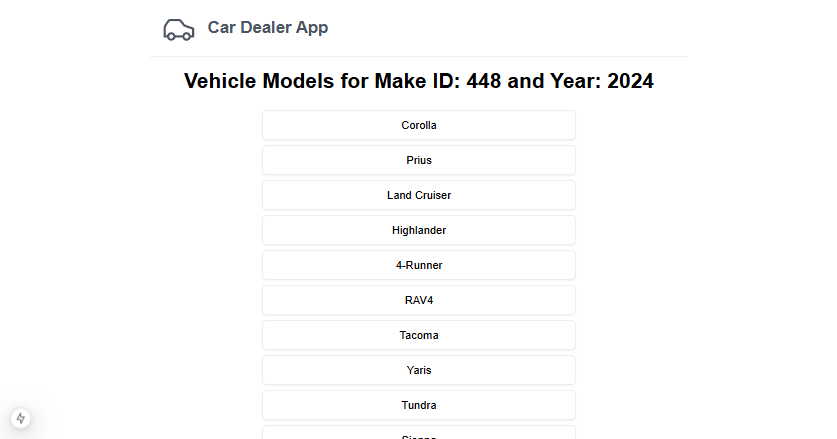 Car Dealer App
Vehicle Models for Make ID: 448 and Year: 2024
Corolla
Prius
Land Cruiser
Highlander
4-Runner
RAV4
Tacoma
Yaris
Tundra